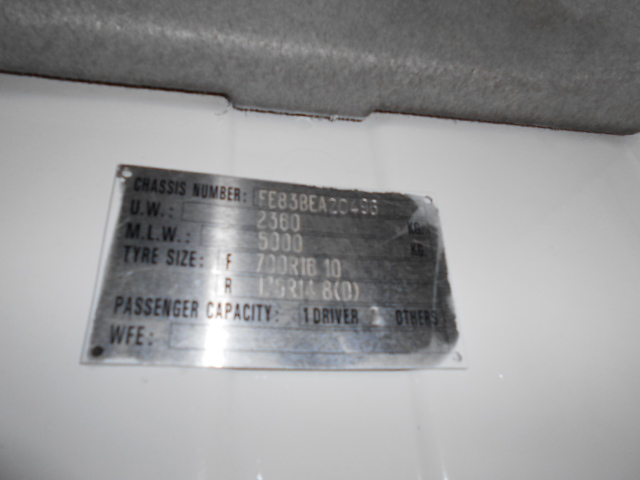 CHASSIS NUMBER: FE83BEA20496
U.W.: 2360 KG
M.L.W.: 5000 KG
TYRE SIZE: F 700R16 10
R 175R14 8(D)
PASSENGER CAPACITY: 1 DRIVER 2 OTHERS
WFE: